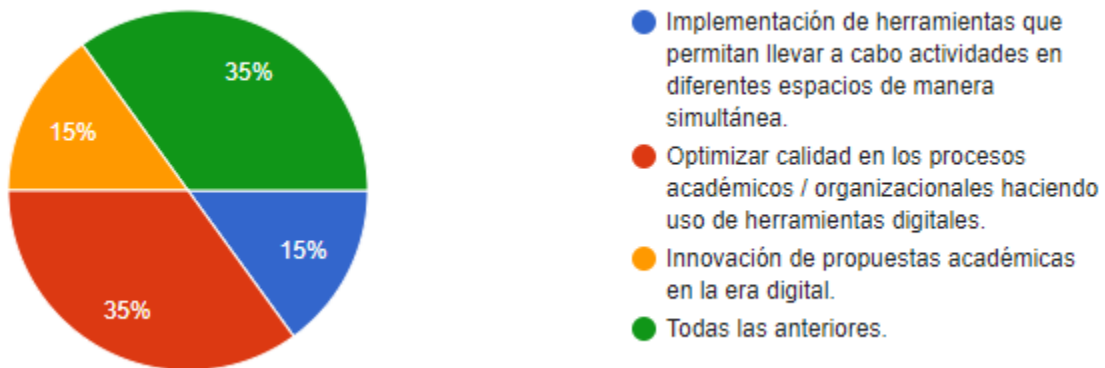 35%
15%
15%
35%
Implementación de herramientas que
permitan llevar a cabo actividades en
diferentes espacios de manera
simultánea.
Optimizar calidad en los procesos
académicos / organizacionales haciendo
uso de herramientas digitales.
Innovación de propuestas académicas
en la era digital.
Todas las anteriores.